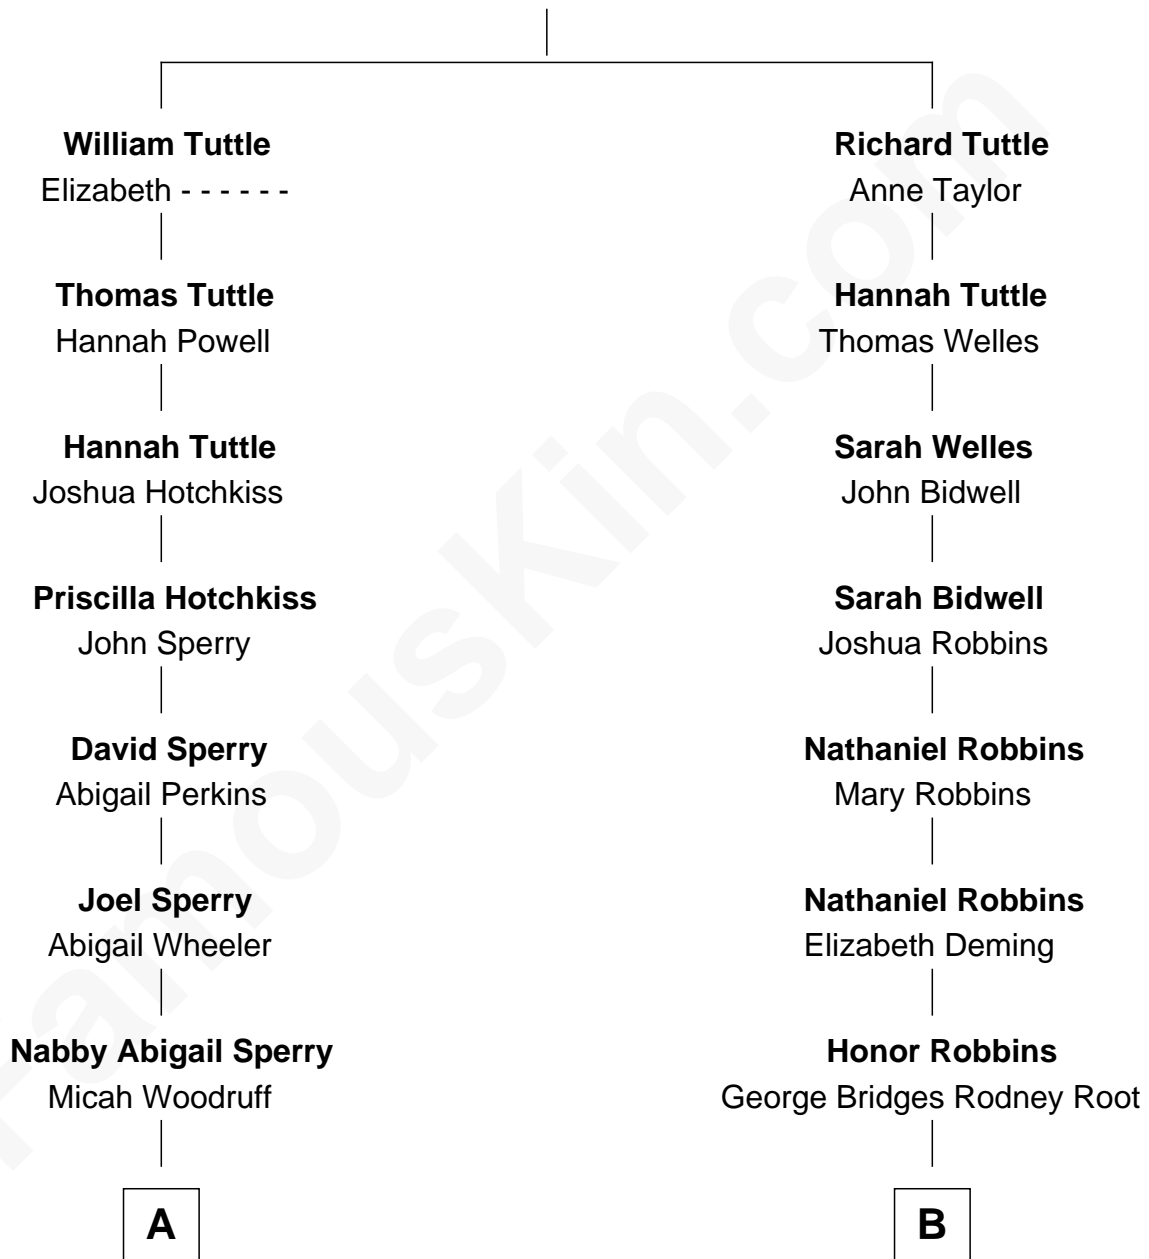 William Tuttle
Elizabeth - - - - - -
Thomas Tuttle
Hannah Powell
Hannah Tuttle
Joshua Hotchkiss
Priscilla Hotchkiss
John Sperry
David Sperry
Abigail Perkins
Joel Sperry
Abigail Wheeler
Nabby Abigail Sperry
Micah Woodruff
A
Richard Tuttle
Anne Taylor
Hannah Tuttle
Thomas Welles
Sarah Welles
John Bidwell
Sarah Bidwell
Joshua Robbins
Nathaniel Robbins
Mary Robbins
Nathaniel Robbins
Elizabeth Deming
Honor Robbins
George Bridges Rodney Root
B
FamousKin.com